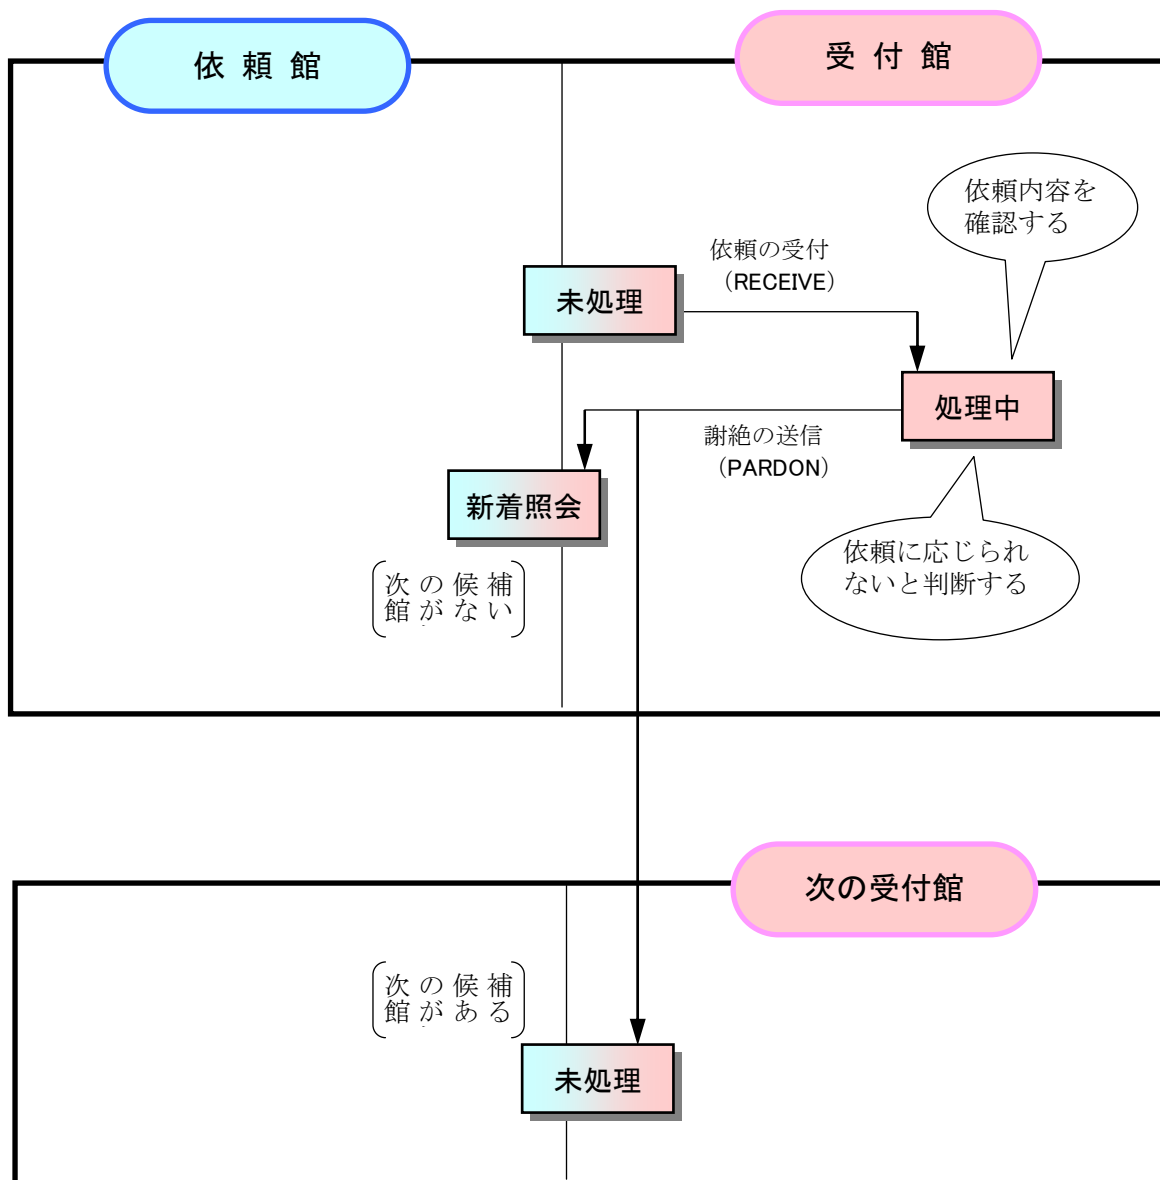 依 頼 館
受 付 館
依頼内容を
確認する
依頼の受付
（RECEIVE）
未処理
処理中
謝絶の送信
（PARDON）
新着照会
依頼に応じられ
ないと判断する
次の候補
館がない
次の受付館
次の候補
館がある
未処理